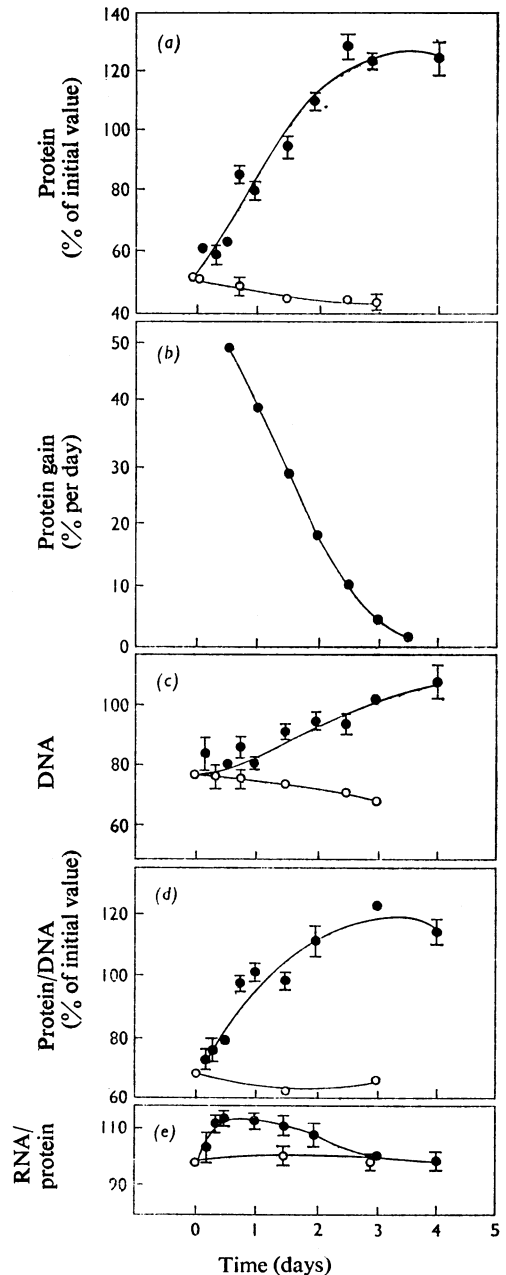 140
(a)
120
100
80
60
40
Protein
(% of initial value)
50
(b)
40
30
20
10
0
Protein gain
(% per day)
(c)
100
80
60
DNA
(d)
120
100
80
60
Protein/DNA
(% of initial value)
(e)
110
90
RNA/
protein
0 1 2 3 4 5
Time (days)